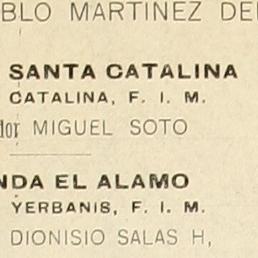 BLO MARTINEZ DE
SANTA CATALINA
CATALINA, F. I. M.
dor MIGUEL SOTO
NDA EL ALAMO
YERBANIS, F. I. M.
DIONISIO SALAS H,